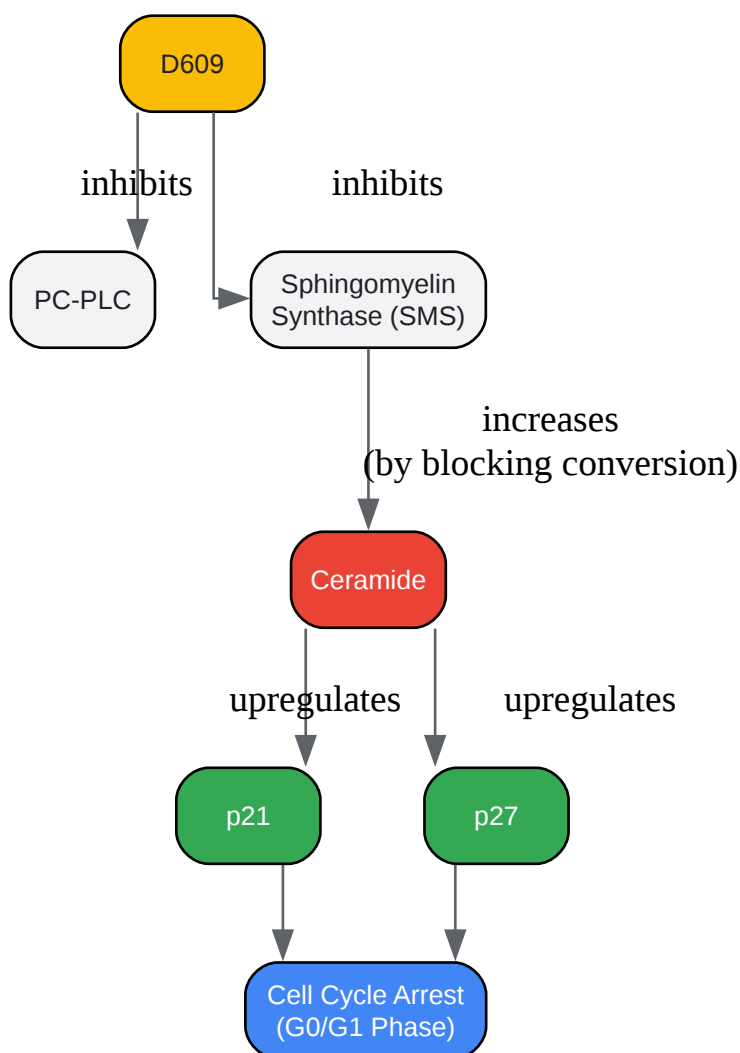 D609
inhibits
inhibits
PC-PLC
Sphingomyelin
Synthase (SMS)
increases
(by blocking conversion)
Ceramide
upregulates
upregulates
p21
p27
Cell Cycle Arrest
(G0/G1 Phase)